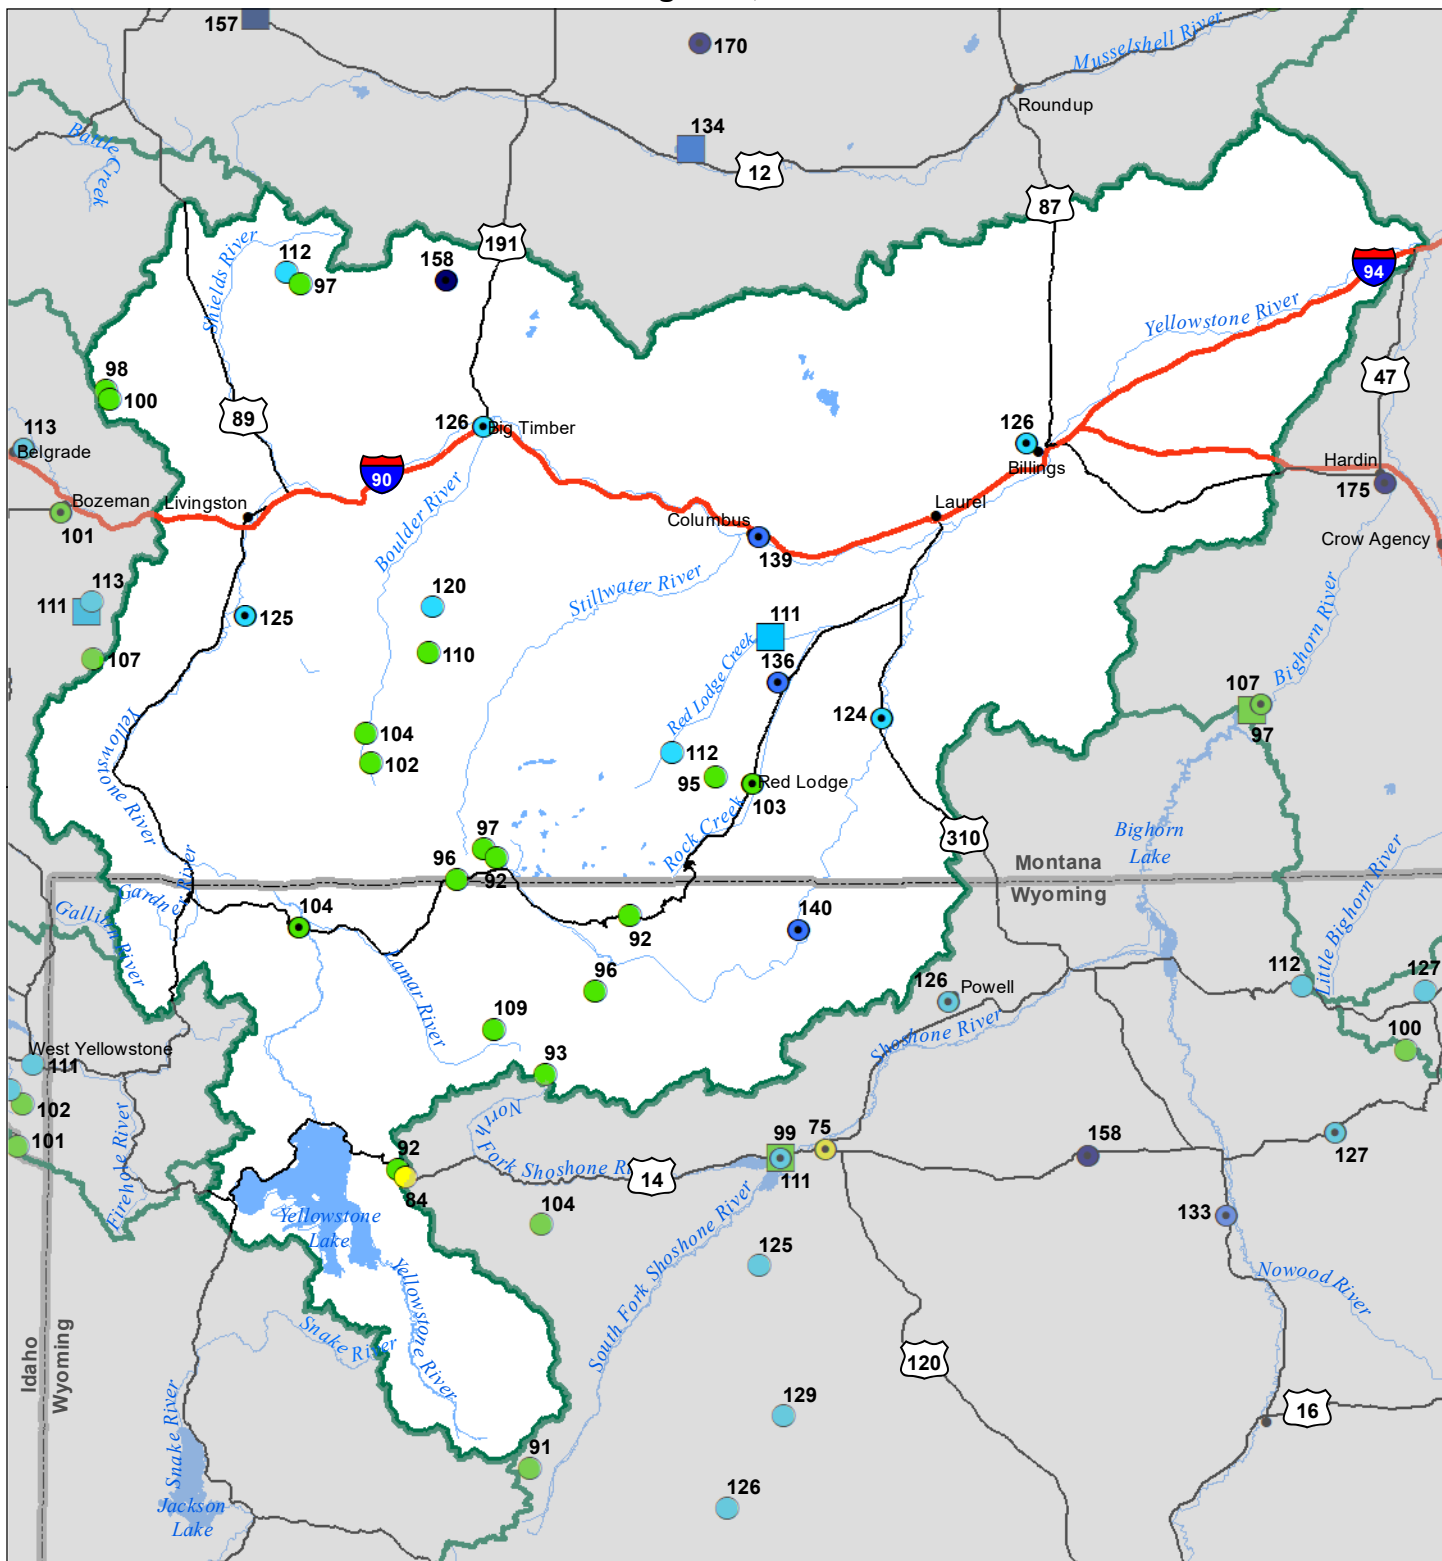 157
170
Musselshell River
Roundup
Battle
Creek
134
12
87
191
Shields River
112
97
158
94
Yellowstone River
98
100
89
47
113
Belgrade
126
Big Timber
126
Billings
90
Hardin
175
Bozeman
101
Livingston
Boulder River
Columbus
139
Laurel
Crow Agency
Stillwater River
113
111
125
120
111
110
107
Red Lodge Creek
136
Bighorn River
107
97
124
Yellowstone River
104
102
112
95
Red Lodge
103
Rock Creek
310
Bighorn
Lake
97
96
92
Montana
Wyoming
Gardner River
Gallitin River
104
92
140
Little Bighorn River
Lamar River
96
126
Powell
112
127
109
Shoshone River
West Yellowstone
111
93
100
102
101
Firehole River
North
Fork Shoshone Ri
92
84
14
99
111
75
158
127
104
133
Yellowstone
Lake
125
South Fork Shoshone River
Nowood River
Yellowstone River
Snake River
Idaho
Wyoming
120
129
16
Snake River
91
126
Jackson
Lake